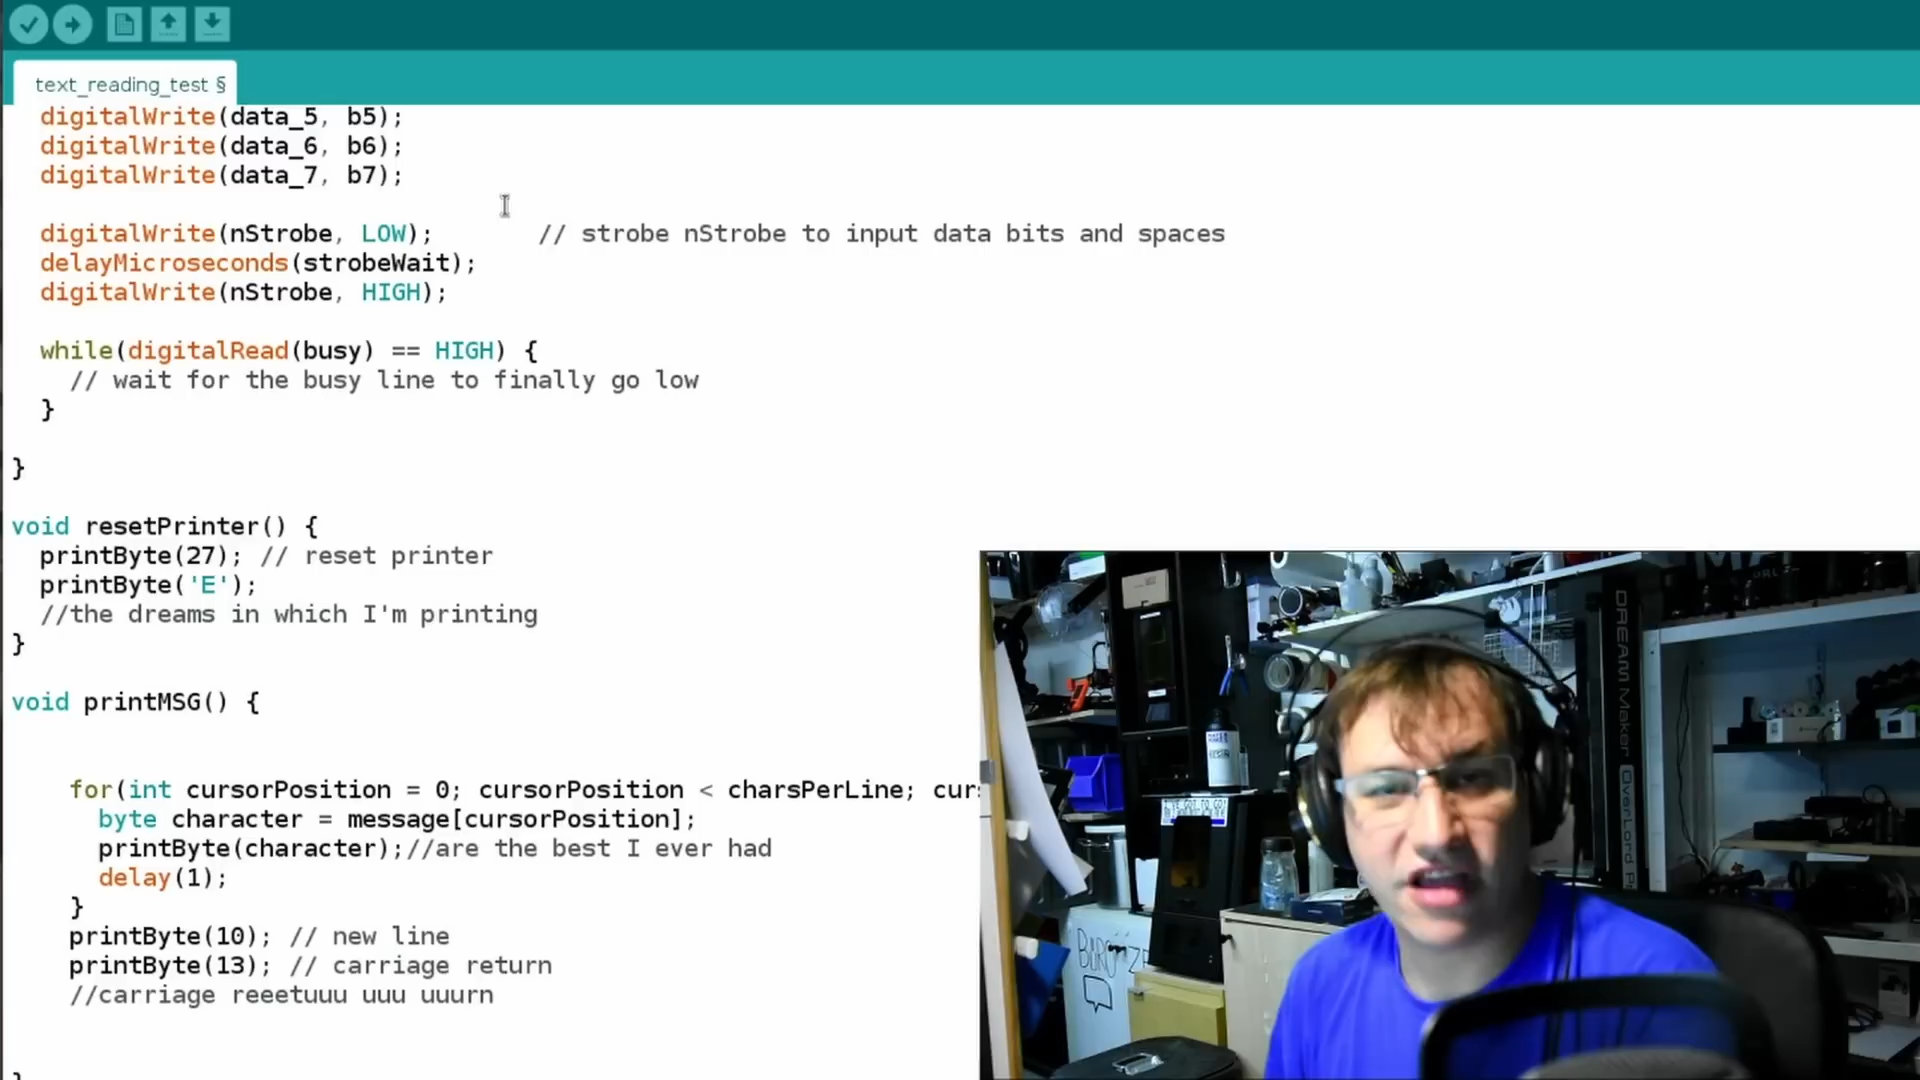 text_reading_test §
digitalWrite(data_5, b5);
digitalWrite(data_6, b6);
digitalWrite(data_7, b7);
digitalWrite(nStrobe, LOW); // strobe nStrobe to input data bits and spaces
delayMicroseconds(strobeWait);
digitalWrite(nStrobe, HIGH);
while(digitalRead(busy) == HIGH) {
// wait for the busy line to finally go low
}
}
void resetPrinter() {
printByte(27); // reset printer
printByte('E');
//the dreams in which I'm printing
}
void printMSG() {
for(int cursorPosition = 0; cursorPosition < charsPerLine; curs
byte character = message[cursorPosition];
printByte(character);//are the best I ever had
delay(1);
}
printByte(10); // new line
printByte(13); // carriage return
//carriage reeetuuu uuu uuurn
}
DREAM Maker
OverLord P